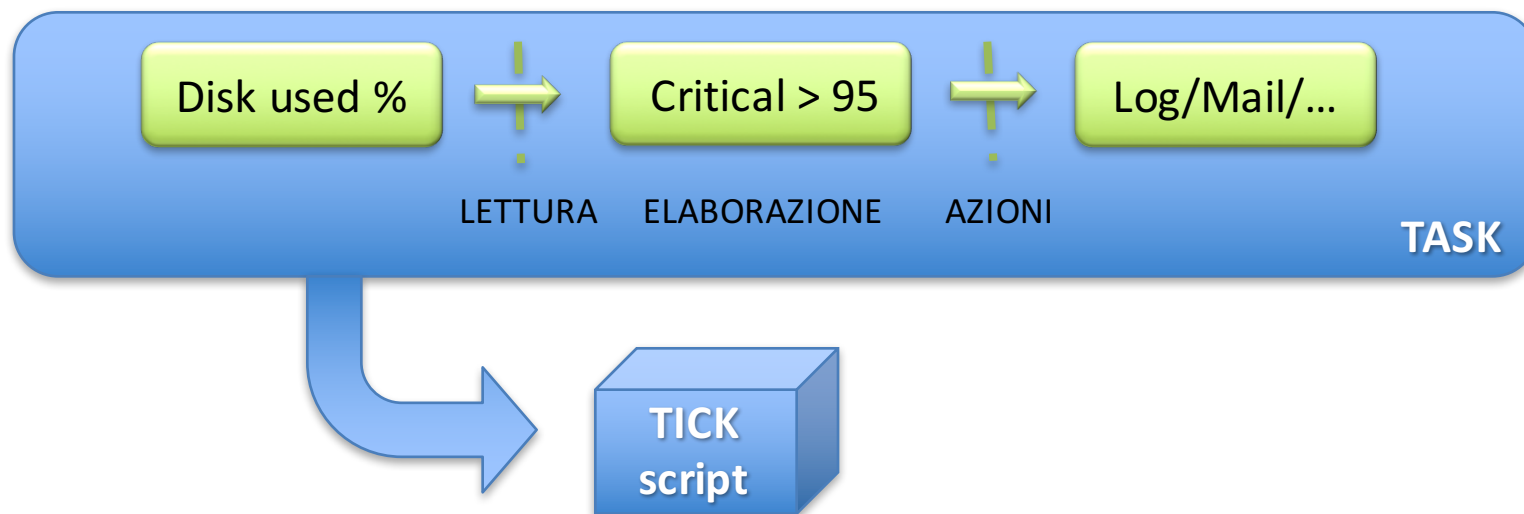 Disk used %
Critical > 95
Log/Mail/...
LETTURA
ELABORAZIONE
AZIONI
TASK
TICK
script